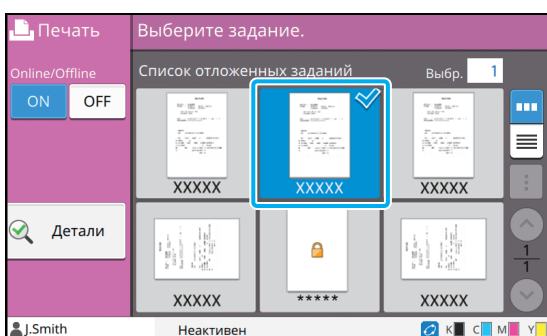 Печать
Выберите задание.
Online/Offline
Список отложенных заданий
Выбр. 1
ON OFF
XXXXX XXXXX XXXXX
Детали
1
1
XXXXX ***** XXXXX
J.Smith
Неактивен
K C M Y